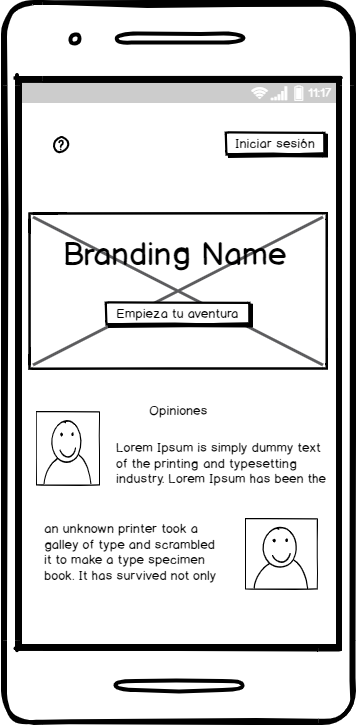 11:17
?
Iniciar sesión
Branding Name
Empieza tu aventura
Opiniones
Lorem Ipsum is simply dummy text
of the printing and typesetting
industry. Lorem Ipsum has been the
an unknown printer took a
galley of type and scrambled
it to make a type specimen
book. It has survived not only